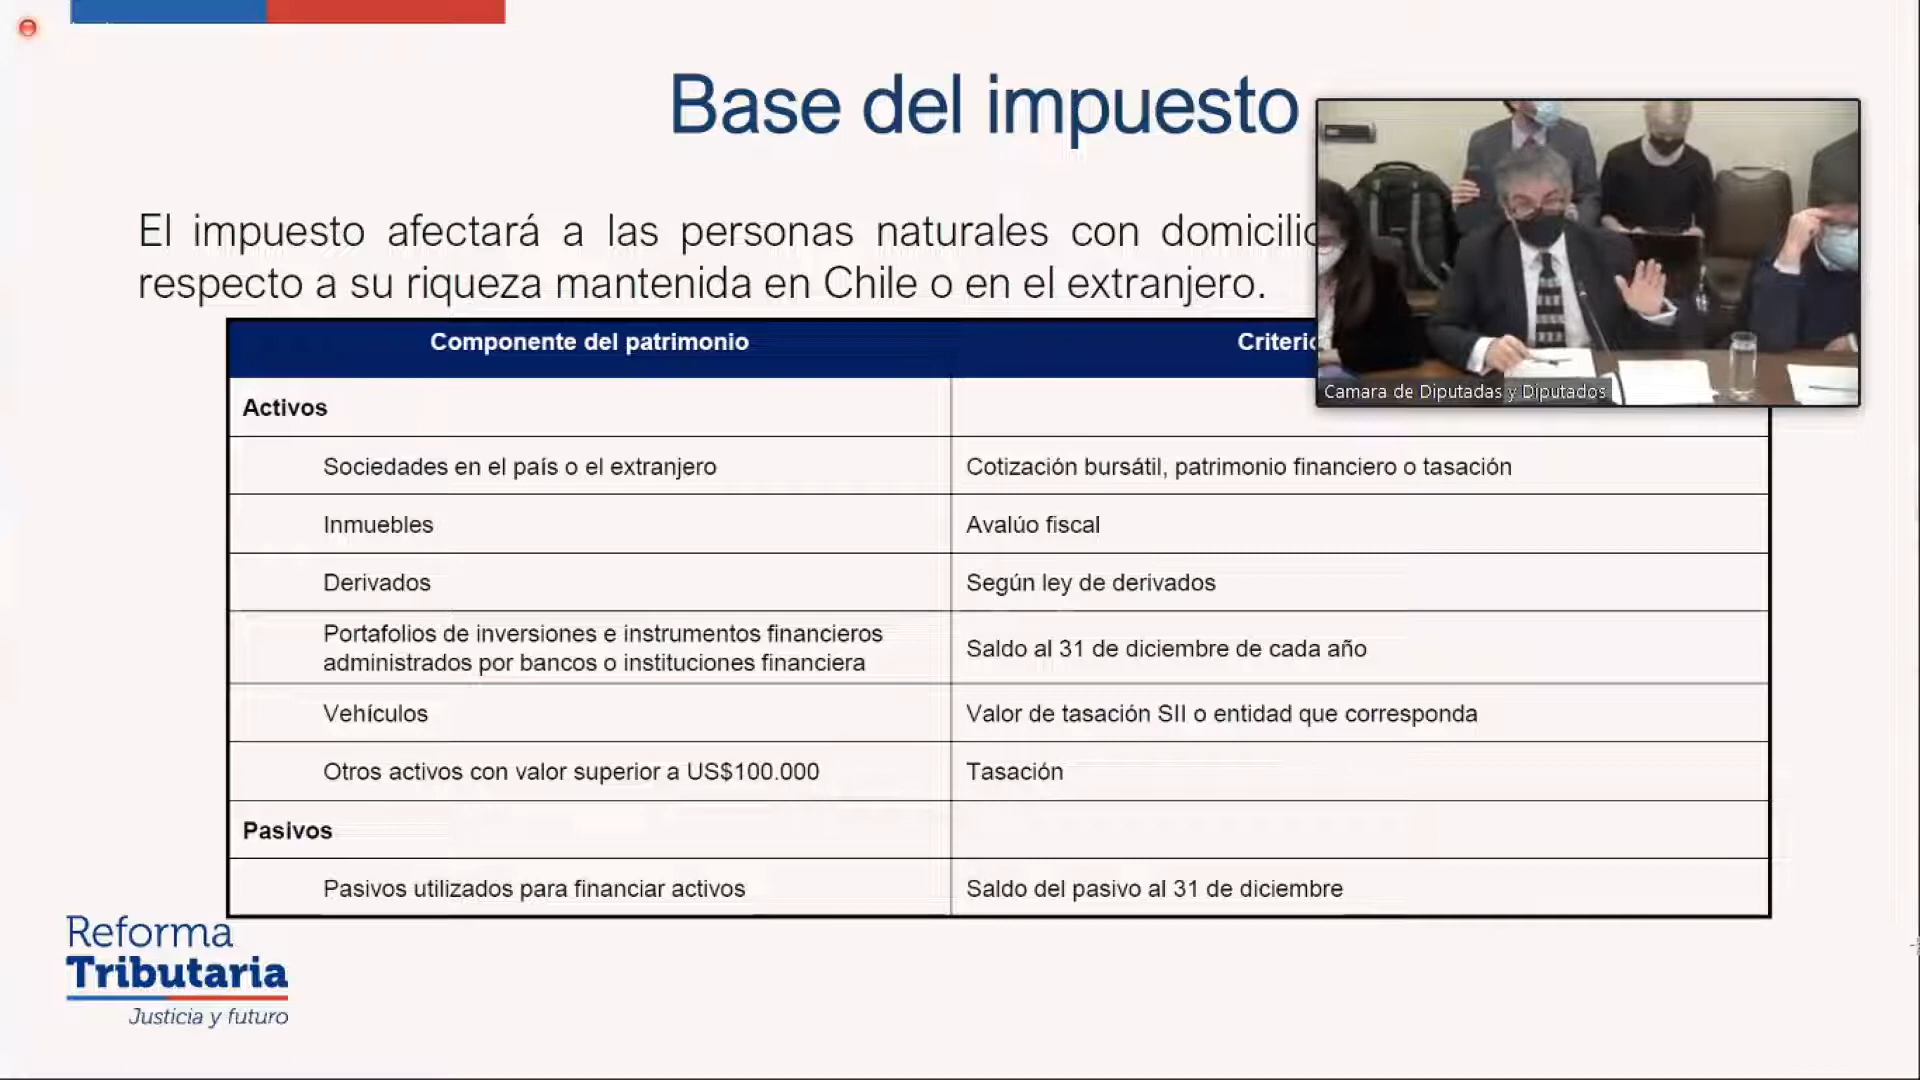 Base del impuesto
El impuesto afectará a las personas naturales con domicilio
respecto a su riqueza mantenida en Chile o en el extranjero.
Componente del patrimonio
Criterio
Activos
Sociedades en el país o el extranjero
Cotización bursátil, patrimonio financiero o tasación
Inmuebles
Avalúo fiscal
Derivados
Según ley de derivados
Portafolios de inversiones e instrumentos financieros
administrados por bancos o instituciones financiera
Saldo al 31 de diciembre de cada año
Vehículos
Valor de tasación SII o entidad que corresponda
Otros activos con valor superior a US$100.000
Tasación
Pasivos
Pasivos utilizados para financiar activos
Saldo del pasivo al 31 de diciembre
Camara de Diputadas y Diputados
Reforma
Tributaria
Justicia y futuro